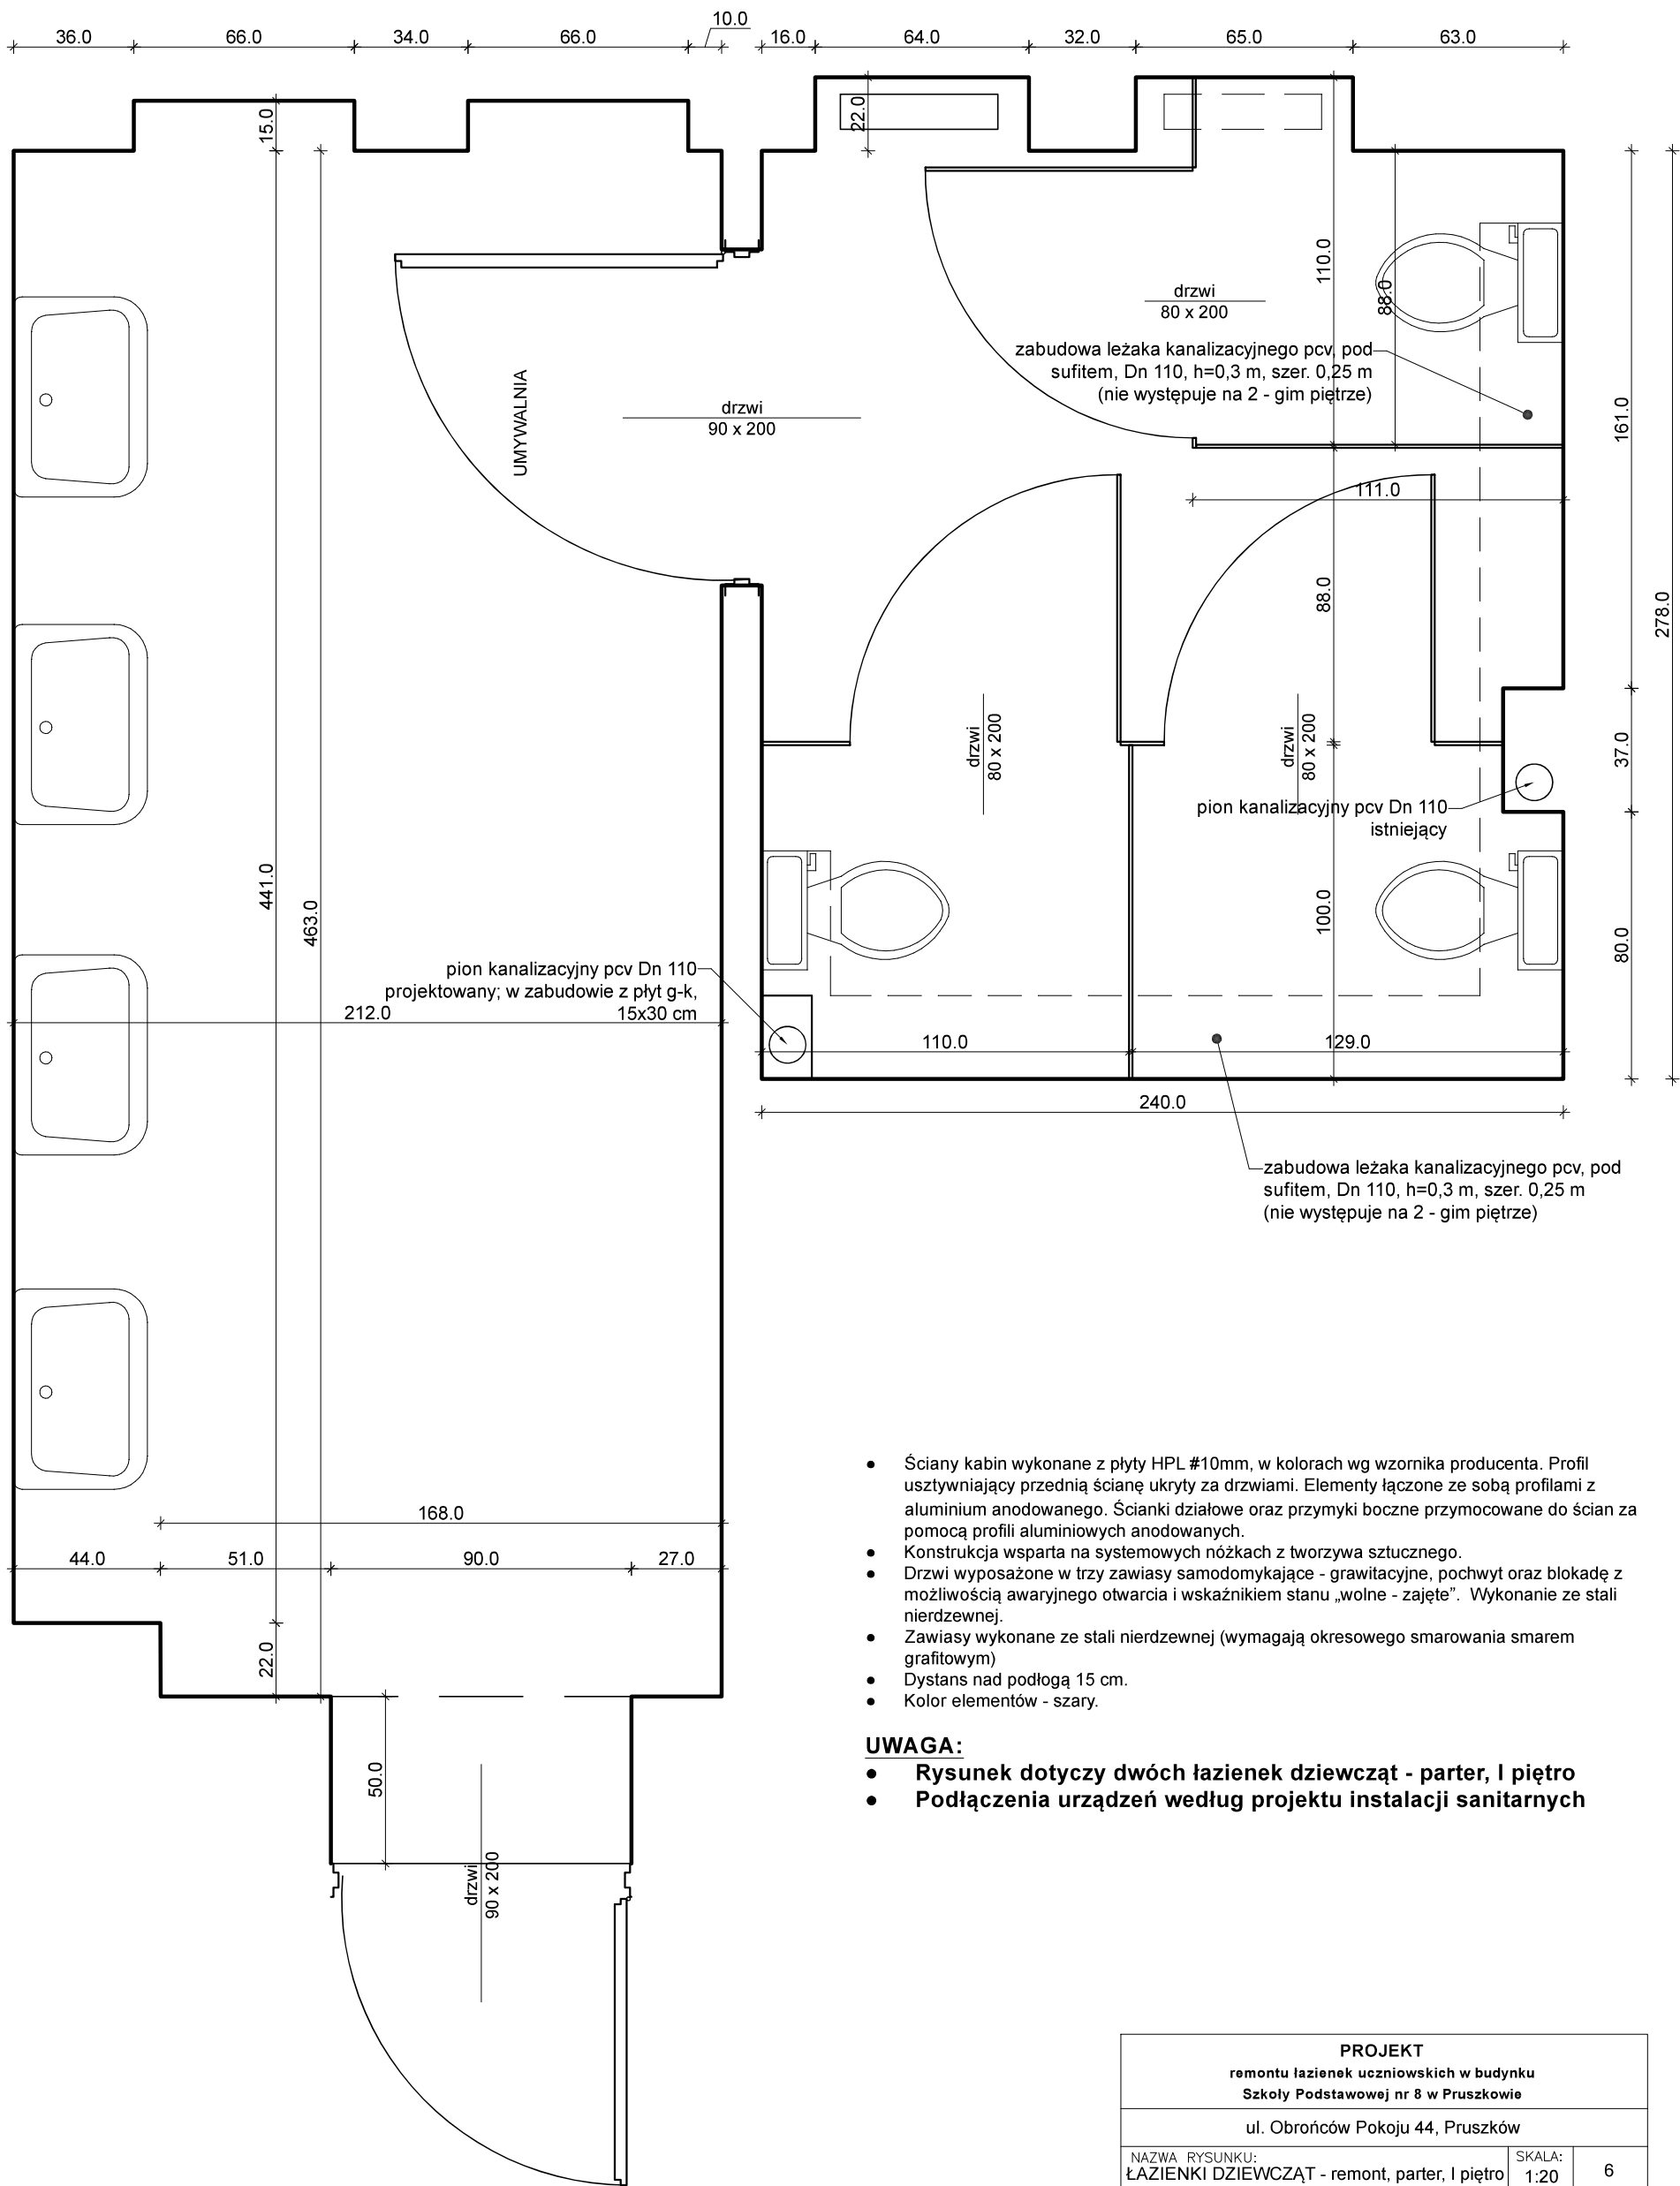 10.0
36.0 66.0 34.0 66.0 16.0 64.0 32.0 65.0 63.0
15.0
22.0
110.0
88.0
drzwi
80 x 200
zabudowa leżaka kanalizacyjnego pcv, pod
sufitem, Dn 110, h=0,3 m, szer. 0,25 m
(nie występuje na 2 - gim piętrze)
UMYWALNIA
drzwi
90 x 200
161.0
111.0
88.0
278.0
drzwi
80 x 200
drzwi
80 x 200
37.0
pion kanalizacyjny pcv Dn 110
istniejący
441.0
463.0
100.0
80.0
pion kanalizacyjny pcv Dn 110
projektowany; w zabudowie z płyt g-k,
15x30 cm
212.0
110.0 129.0
240.0
zabudowa leżaka kanalizacyjnego pcv, pod
sufitem, Dn 110, h=0,3 m, szer. 0,25 m
(nie występuje na 2 - gim piętrze)
168.0
44.0 51.0 90.0 27.0
22.0
50.0
drzwi
90 x 200
● Ściany kabin wykonane z płyty HPL #10mm, w kolorach wg wzornika producenta. Profil
usztywniający przednią ścianę ukryty za drzwiami. Elementy łączone ze sobą profilami z
aluminium anodowanego. Ścianki działowe oraz przymyki boczne przymocowane do ścian za
pomocą profili aluminiowych anodowanych.
● Konstrukcja wsparta na systemowych nóżkach z tworzywa sztucznego.
● Drzwi wyposażone w trzy zawiasy samodomykające - grawitacyjne, pochwyt oraz blokadę z
możliwością awaryjnego otwarcia i wskaźnikiem stanu „wolne - zajęte”. Wykonanie ze stali
nierdzewnej.
● Zawiasy wykonane ze stali nierdzewnej (wymagają okresowego smarowania smarem
grafitowym)
● Dystans nad podłogą 15 cm.
● Kolor elementów - szary.
UWAGA:
● Rysunek dotyczy dwóch łazienek dziewcząt - parter, I piętro
● Podłączenia urządzeń według projektu instalacji sanitarnych
PROJEKT
remontu łazienek uczniowskich w budynku
Szkoły Podstawowej nr 8 w Pruszkowie
ul. Obrońców Pokoju 44, Pruszków
NAZWA RYSUNKU:
ŁAZIENKI DZIEWCZĄT - remont, parter, I piętro
SKALA:
1:20
6